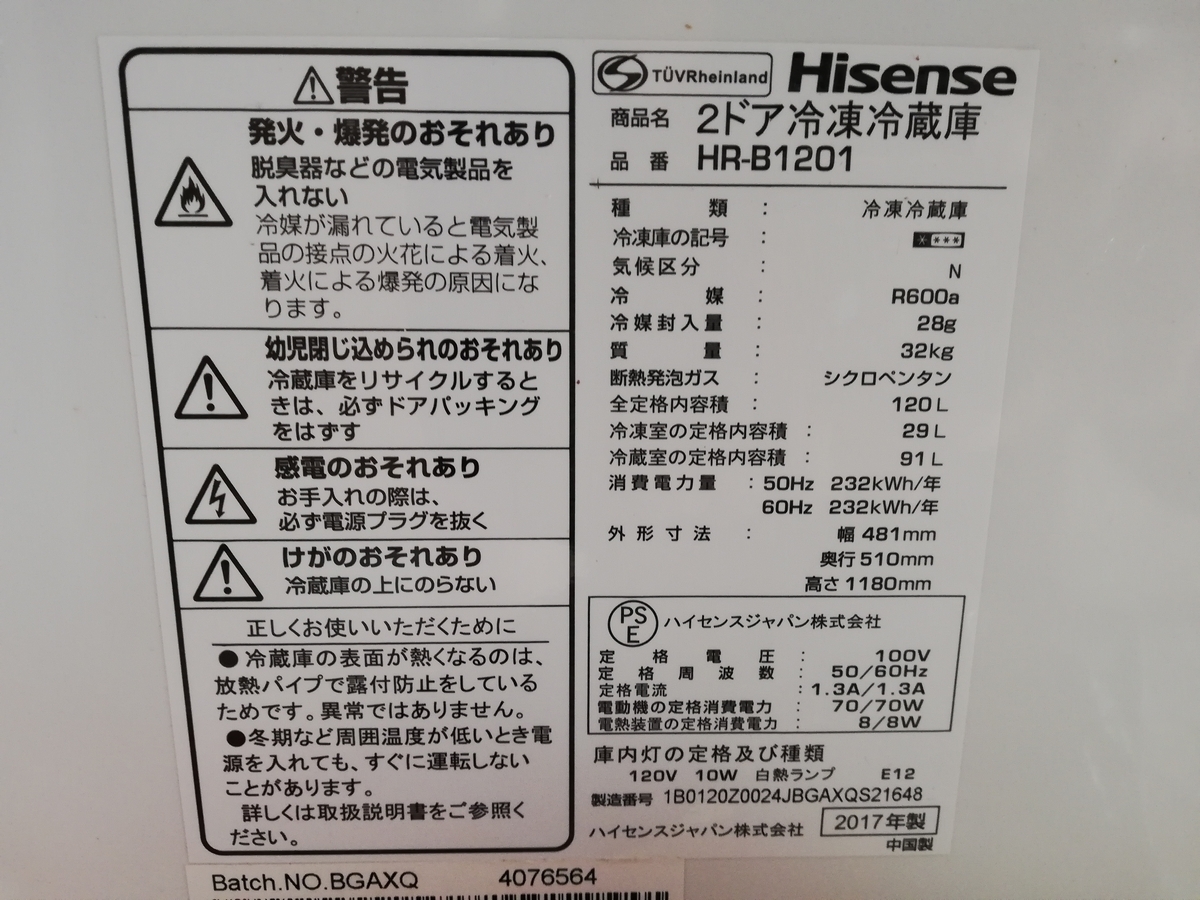 警告
発火・爆発のおそれあり
脱臭器などの電気製品を
入れない
冷媒が漏れていると電気製
品の接点の火花による着火、
着火による爆発の原因にな
ります。
幼児閉じ込められのおそれあり
冷蔵庫をリサイクルすると
きは、必ずドアパッキング
をはずす
感電のおそれあり
お手入れの際は、
必ず電源プラグを抜く
けがのおそれあり
冷蔵庫の上にのらない
正しくお使いいただくために
●冷蔵庫の表面が熱くなるのは、
放熱パイプで露付防止をしている
ためです。異常ではありません。
●冬期など周囲温度が低いとき電
源を入れても、すぐに運転しない
ことがあります。
詳しくは取扱説明書をご参照く
ださい。
TÜVRheinland Hisense
商品名 2ドア冷凍冷蔵庫
品番 HR-B1201
種類 : 冷凍冷蔵庫
冷凍庫の記号 : ****
気候区分 : N
冷媒 : R600a
冷媒封入量 : 28g
質量 : 32kg
断熱発泡ガス : シクロペンタン
全定格内容積 : 120L
冷凍室の定格内容積 : 29L
冷蔵室の定格内容積 : 91L
消費電力量 : 50Hz 232kWh/年
60Hz 232kWh/年
外形寸法 : 幅 481mm
奥行 510mm
高さ 1180mm
PSE ハイセンスジャパン株式会社
定格電圧 : 100V
定格周波数 : 50/60Hz
定格電流 : 1.3A/1.3A
電動機の定格消費電力 : 70/70W
電熱装置の定格消費電力 : 8/8W
庫内灯の定格及び種類
120V 10W 白熱ランプ E12
製造番号 1B0120Z0024JBGAXQS21648
ハイセンスジャパン株式会社 2017年製
中国製
Batch.NO.BGAXQ 4076564